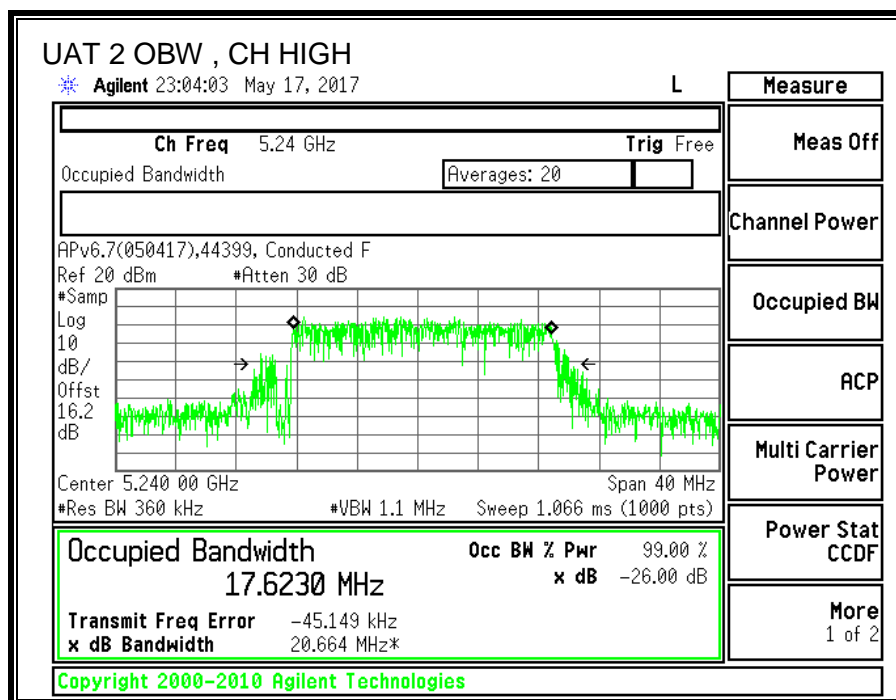 UAT 2 OBW , CH HIGH
Agilent 23:04:03 May 17, 2017 L
Measure
Ch Freq 5.24 GHz Trig Free
Meas Off
Occupied Bandwidth Averages: 20
Channel Power
APv6.7(050417),44399, Conducted F
Ref 20 dBm #Atten 30 dB
#Samp
Log
10
dB/
Offst
16.2
dB
Occupied BW
ACP
Multi Carrier
Power
Center 5.240 00 GHz Span 40 MHz
#Res BW 360 kHz #VBW 1.1 MHz Sweep 1.066 ms (1000 pts)
Power Stat
CCDF
Occupied Bandwidth Occ BW % Pwr 99.00 %
17.6230 MHz x dB -26.00 dB
Transmit Freq Error -45.149 kHz
x dB Bandwidth 20.664 MHz*
More
1 of 2
Copyright 2000-2010 Agilent Technologies